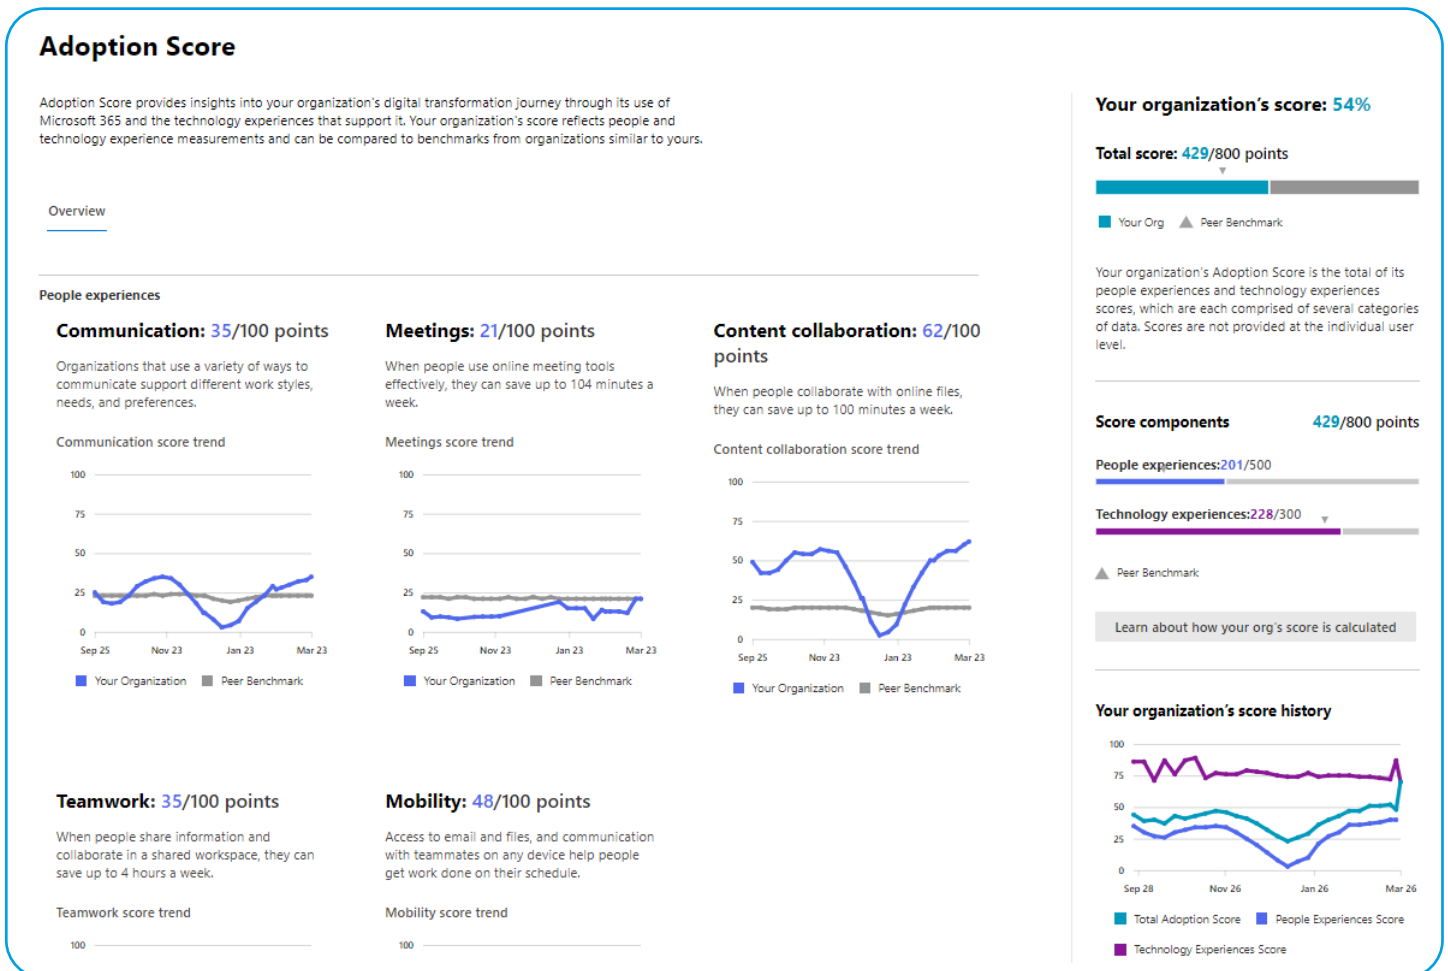 Adoption Score
Adoption Score provides insights into your organization's digital transformation journey through its use of
Microsoft 365 and the technology experiences that support it. Your organization's score reflects people and
technology experience measurements and can be compared to benchmarks from organizations similar to yours.
Overview
People experiences
Communication: 35/100 points
Organizations that use a variety of ways to
communicate support different work styles,
needs, and preferences.
Communication score trend
100
75
50
25
0
Sep 25 Nov 23 Jan 23 Mar 23
Your Organization Peer Benchmark
Meetings: 21/100 points
When people use online meeting tools
effectively, they can save up to 104 minutes a
week.
Meetings score trend
100
75
50
25
0
Sep 25 Nov 23 Jan 23 Mar 23
Your Organization Peer Benchmark
Content collaboration: 62/100
points
When people collaborate with online files,
they can save up to 100 minutes a week.
Content collaboration score trend
100
75
50
25
0
Sep 25 Nov 23 Jan 23 Mar 23
Your Organization Peer Benchmark
Teamwork: 35/100 points
When people share information and
collaborate in a shared workspace, they can
save up to 4 hours a week.
Teamwork score trend
100
Mobility: 48/100 points
Access to email and files, and communication
with teammates on any device help people
get work done on their schedule.
Mobility score trend
100
Your organization's score: 54%
Total score: 429/800 points
Your Org Peer Benchmark
Your organization's Adoption Score is the total of its
people experiences and technology experiences
scores, which are each comprised of several categories
of data. Scores are not provided at the individual user
level.
Score components 429/800 points
People experiences:201/500
Technology experiences:228/300
Peer Benchmark
Learn about how your org's score is calculated
Your organization's score history
100
75
50
25
0
Sep 28 Nov 26 Jan 26 Mar 26
Total Adoption Score People Experiences Score
Technology Experiences Score